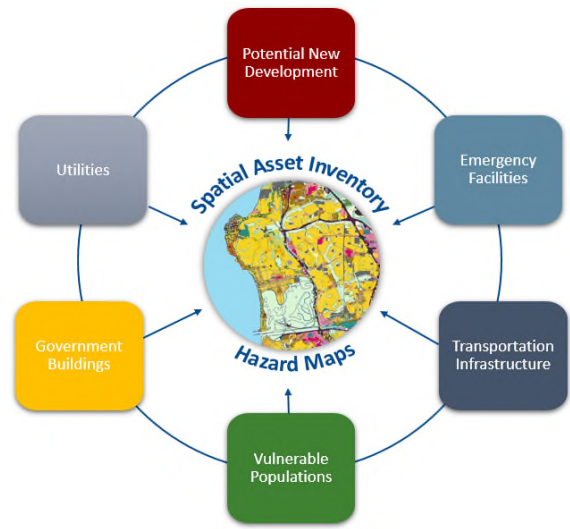 Potential New
Development
Utilities
Emergency
Facilities
Spatial Asset Inventory
Government
Buildings
Transportation
Infrastructure
Hazard Maps
Vulnerable
Populations